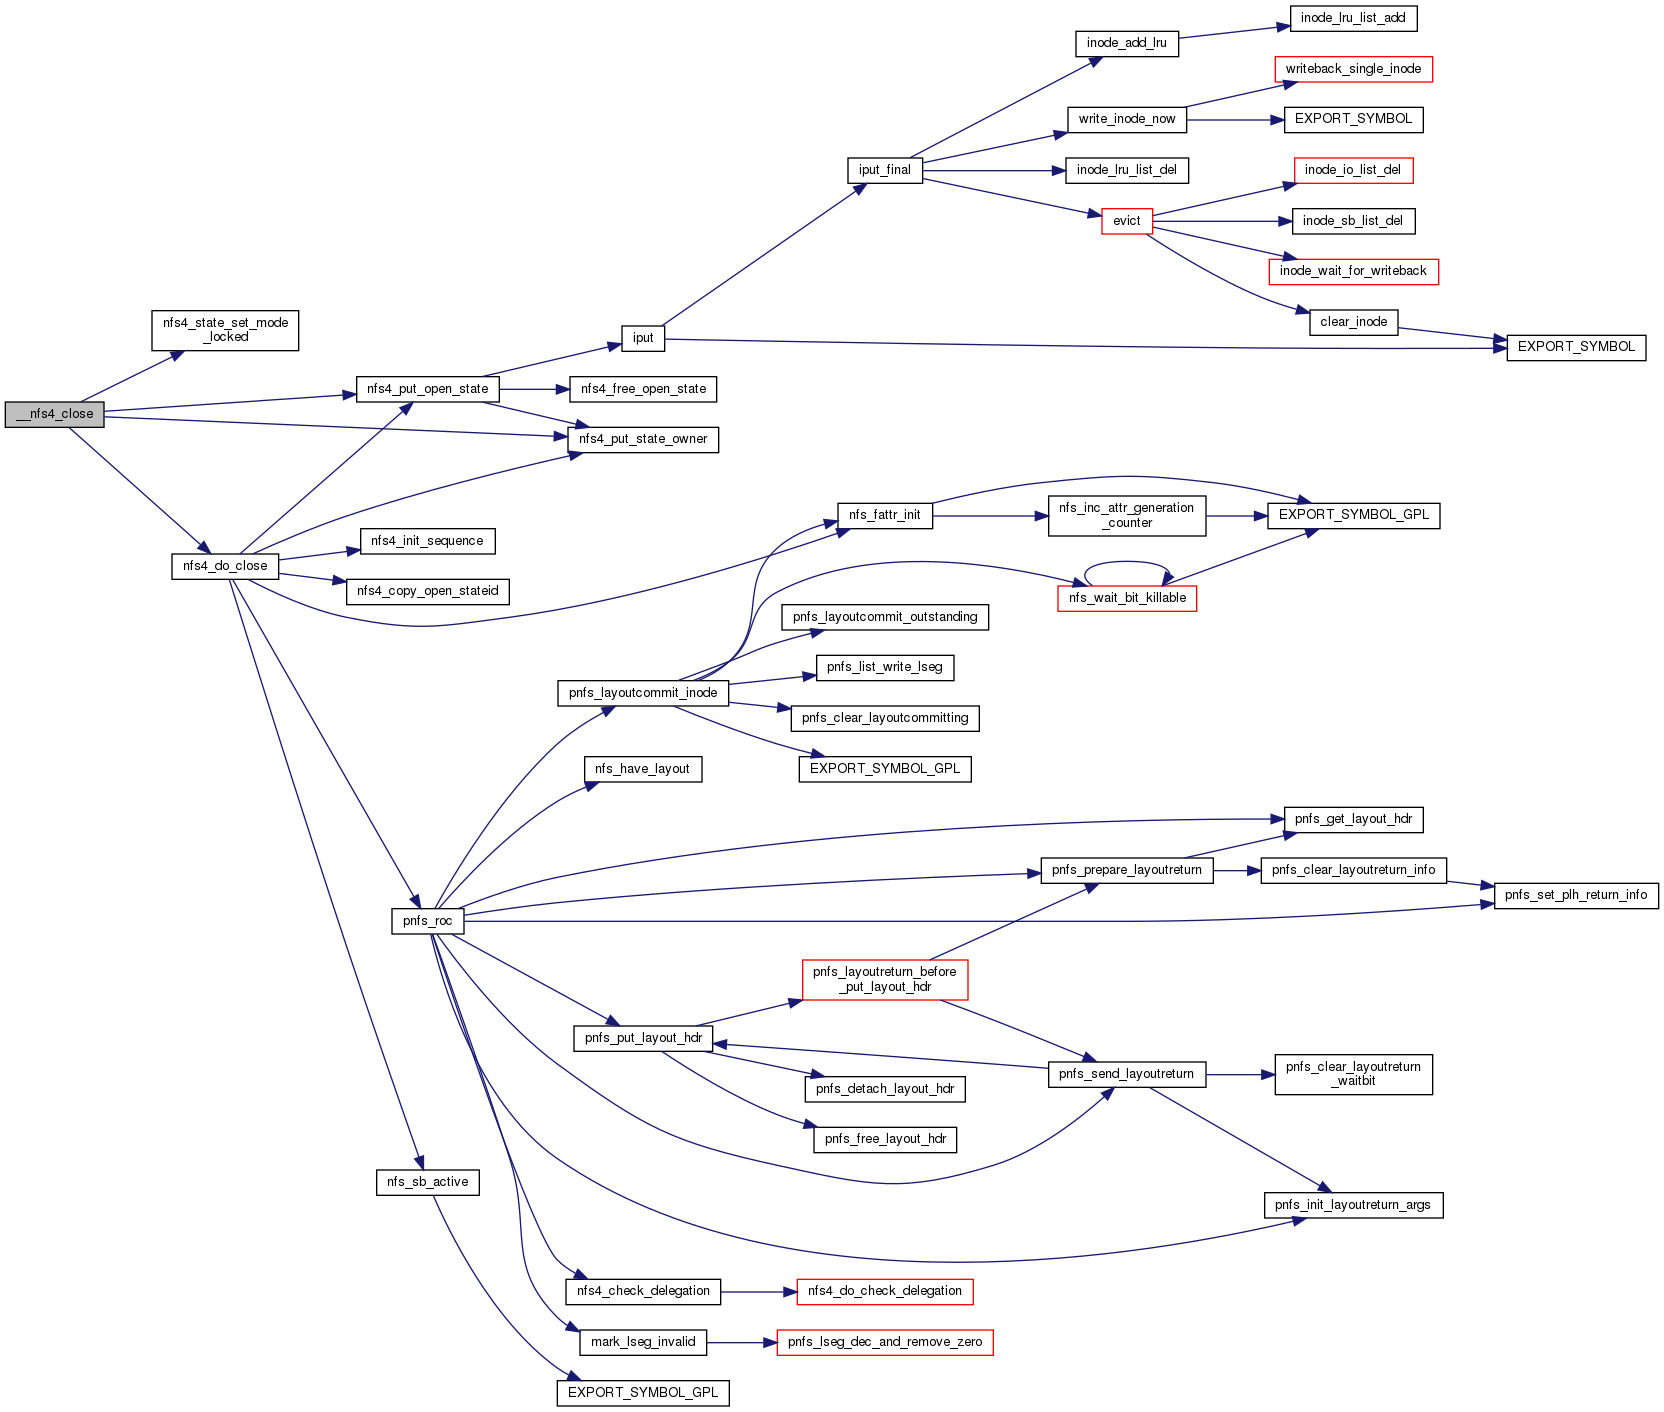 inode_lru_list_add
inode_add_lru
writeback_single_inode
write_inode_now
EXPORT_SYMBOL
iput_final
inode_lru_list_del
inode_io_list_del
evict
inode_sb_list_del
inode_wait_for_writeback
clear_inode
nfs4_state_set_mode
_locked
iput
EXPORT_SYMBOL
nfs4_put_open_state
nfs4_free_open_state
__nfs4_close
nfs4_put_state_owner
nfs_fattr_init
nfs_inc_attr_generation
_counter
EXPORT_SYMBOL_GPL
nfs4_init_sequence
nfs4_do_close
nfs4_copy_open_stateid
nfs_wait_bit_killable
pnfs_layoutcommit_outstanding
pnfs_list_write_lseg
pnfs_layoutcommit_inode
pnfs_clear_layoutcommitting
nfs_have_layout
EXPORT_SYMBOL_GPL
pnfs_get_layout_hdr
pnfs_prepare_layoutreturn
pnfs_clear_layoutreturn_info
pnfs_set_plh_return_info
pnfs_roc
pnfs_layoutreturn_before
_put_layout_hdr
pnfs_put_layout_hdr
pnfs_send_layoutreturn
pnfs_clear_layoutreturn
_waitbit
pnfs_detach_layout_hdr
pnfs_free_layout_hdr
nfs_sb_active
pnfs_init_layoutreturn_args
nfs4_check_delegation
nfs4_do_check_delegation
mark_lseg_invalid
pnfs_lseg_dec_and_remove_zero
EXPORT_SYMBOL_GPL